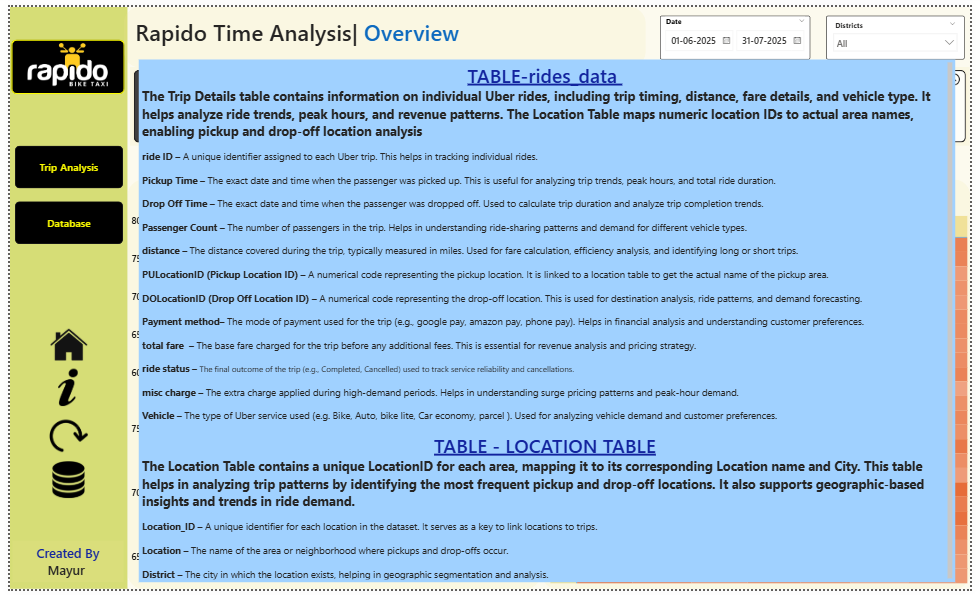 Rapido Time Analysis| Overview
Date
01-06-2025 31-07-2025
Districts
All
rapido
BIKE TAXI
Trip Analysis
Database
Created By
Mayur
TABLE-rides_data
The Trip Details table contains information on individual Uber rides, including trip timing, distance, fare details, and vehicle type. It
helps analyze ride trends, peak hours, and revenue patterns. The Location Table maps numeric location IDs to actual area names,
enabling pickup and drop-off location analysis
ride ID – A unique identifier assigned to each Uber trip. This helps in tracking individual rides.
Pickup Time – The exact date and time when the passenger was picked up. This is useful for analyzing trip trends, peak hours, and total ride duration.
Drop Off Time – The exact date and time when the passenger was dropped off. Used to calculate trip duration and analyze trip completion trends.
Passenger Count – The number of passengers in the trip. Helps in understanding ride-sharing patterns and demand for different vehicle types.
distance – The distance covered during the trip, typically measured in miles. Used for fare calculation, efficiency analysis, and identifying long or short trips.
PULocationID (Pickup Location ID) – A numerical code representing the pickup location. It is linked to a location table to get the actual name of the pickup area.
DOLocationID (Drop Off Location ID) – A numerical code representing the drop-off location. This is used for destination analysis, ride patterns, and demand forecasting.
Payment method– The mode of payment used for the trip (e.g., google pay, amazon pay, phone pay). Helps in financial analysis and understanding customer preferences.
total fare – The base fare charged for the trip before any additional fees. This is essential for revenue analysis and pricing strategy.
ride status – The final outcome of the trip (e.g., Completed, Cancelled) used to track service reliability and cancellations.
misc charge – The extra charge applied during high-demand periods. Helps in understanding surge pricing patterns and peak-hour demand.
Vehicle – The type of Uber service used (e.g, Bike, Auto, bike lite, Car economy, parcel ). Used for analyzing vehicle demand and customer preferences.
TABLE - LOCATION TABLE
The Location Table contains a unique LocationID for each area, mapping it to its corresponding Location name and City. This table
helps in analyzing trip patterns by identifying the most frequent pickup and drop-off locations. It also supports geographic-based
insights and trends in ride demand.
Location_ID – A unique identifier for each location in the dataset. It serves as a key to link locations to trips.
Location – The name of the area or neighborhood where pickups and drop-offs occur.
District – The city in which the location exists, helping in geographic segmentation and analysis.